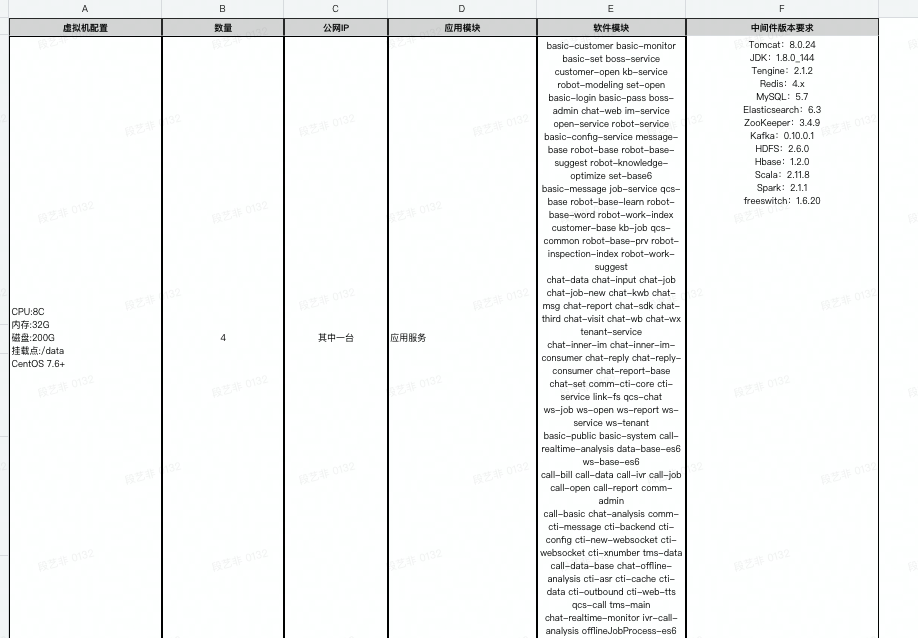 A B C D E F
虚拟机配置 数量 公网IP 应用模块 软件模块 中间件版本要求
CPU:8C
内存:32G
磁盘:200G
挂载点:/data
CentOS 7.6+
4
其中一台
应用服务
basic-customer basic-monitor
basic-set boss-service
customer-open kb-service
robot-modeling set-open
basic-login basic-pass boss-
admin chat-web im-service
open-service robot-service
basic-config-service message-
base robot-base robot-base-
suggest robot-knowledge-
optimize set-base6
basic-message job-service qcs-
base robot-base-learn robot-
base-word robot-work-index
customer-base kb-job qcs-
common robot-base-prv robot-
inspection-index robot-work-
suggest
chat-data chat-input chat-job
chat-job-new chat-kwb chat-
msg chat-report chat-sdk chat-
third chat-visit chat-wb chat-wx
tenant-service
chat-inner-im chat-inner-im-
consumer chat-reply chat-reply-
consumer chat-report-base
chat-set comm-cti-core cti-
service link-fs qcs-chat
ws-job ws-open ws-report ws-
service ws-tenant
basic-public basic-system call-
realtime-analysis data-base-es6
ws-base-es6
call-bill call-data call-ivr call-job
call-open call-report comm-
admin
call-basic chat-analysis comm-
cti-message cti-backend cti-
config cti-new-websocket cti-
websocket cti-xnumber tms-data
call-data-base chat-offline-
analysis cti-asr cti-cache cti-
data cti-outbound cti-web-tts
qcs-call tms-main
chat-realtime-monitor ivr-call-
analysis offlineJobProcess-es6
Tomcat：8.0.24
JDK：1.8.0_144
Tengine：2.1.2
Redis：4.x
MySQL：5.7
Elasticsearch：6.3
ZooKeeper：3.4.9
Kafka：0.10.0.1
HDFS：2.6.0
Hbase：1.2.0
Scala：2.11.8
Spark：2.1.1
freeswitch：1.6.20